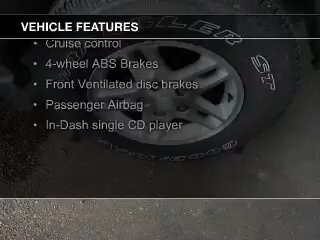 VEHICLE FEATURES
• Cruise control
• 4-wheel ABS Brakes
• Front Ventilated disc brakes
• Passenger Airbag
• In-Dash single CD player
ST